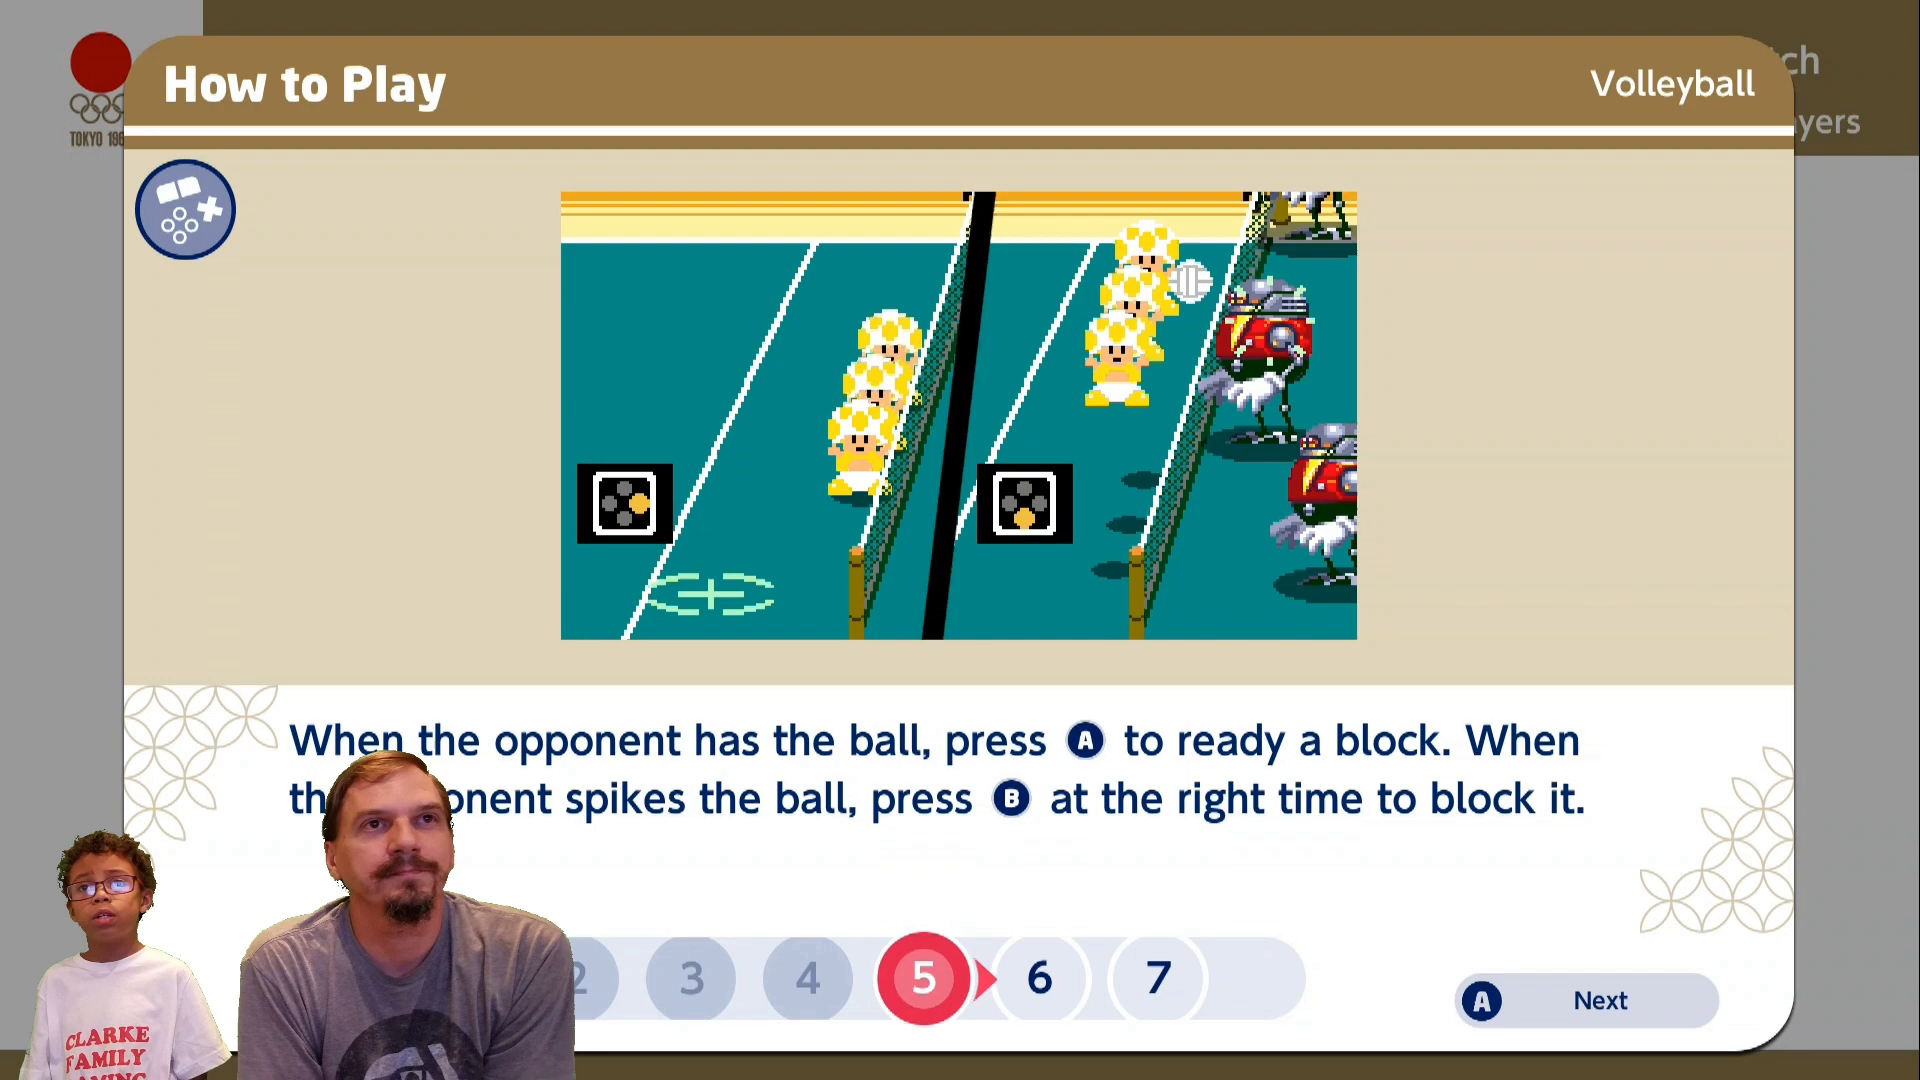 How to Play
Volleyball
TOKYO 196
When the opponent has the ball, press A to ready a block. When
th onent spikes the ball, press B at the right time to block it.
2 3 4 5 6 7
A Next
CLARKE
FAMILY